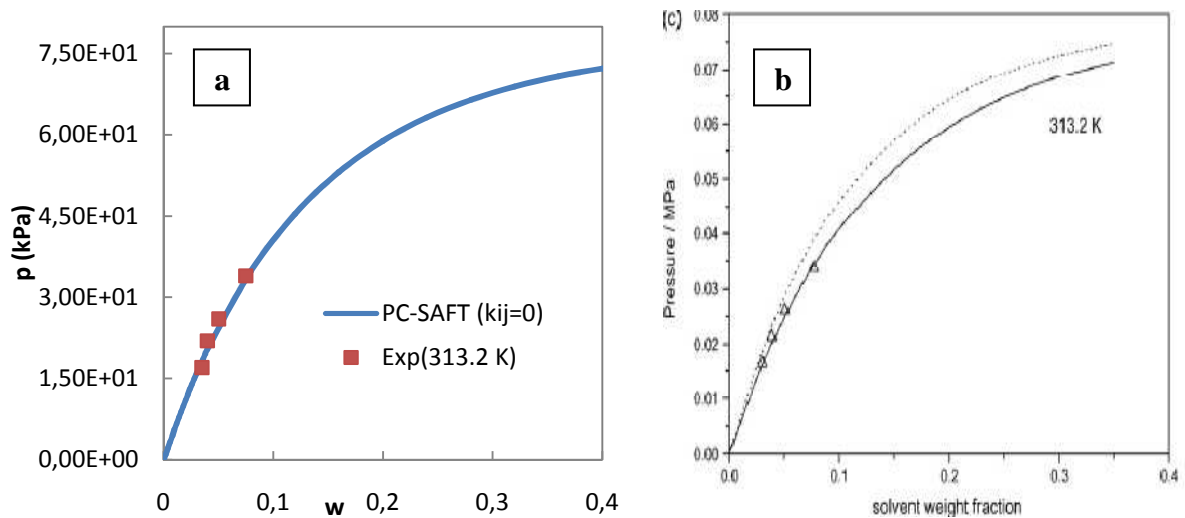 7,50E+01
6,00E+01
4,50E+01
3,00E+01
1,50E+01
0,00E+00
p (kPa)
a
PC-SAFT (kij=0)
Exp(313.2 K)
0 0,1 0,2 0,3 0,4
w
(c)
b
0.08
0.07
0.06
0.05
0.04
0.03
0.02
0.01
0.00
Pressure / MPa
313.2 K
0.0 0.1 0.2 0.3 0.4
solvent weight fraction